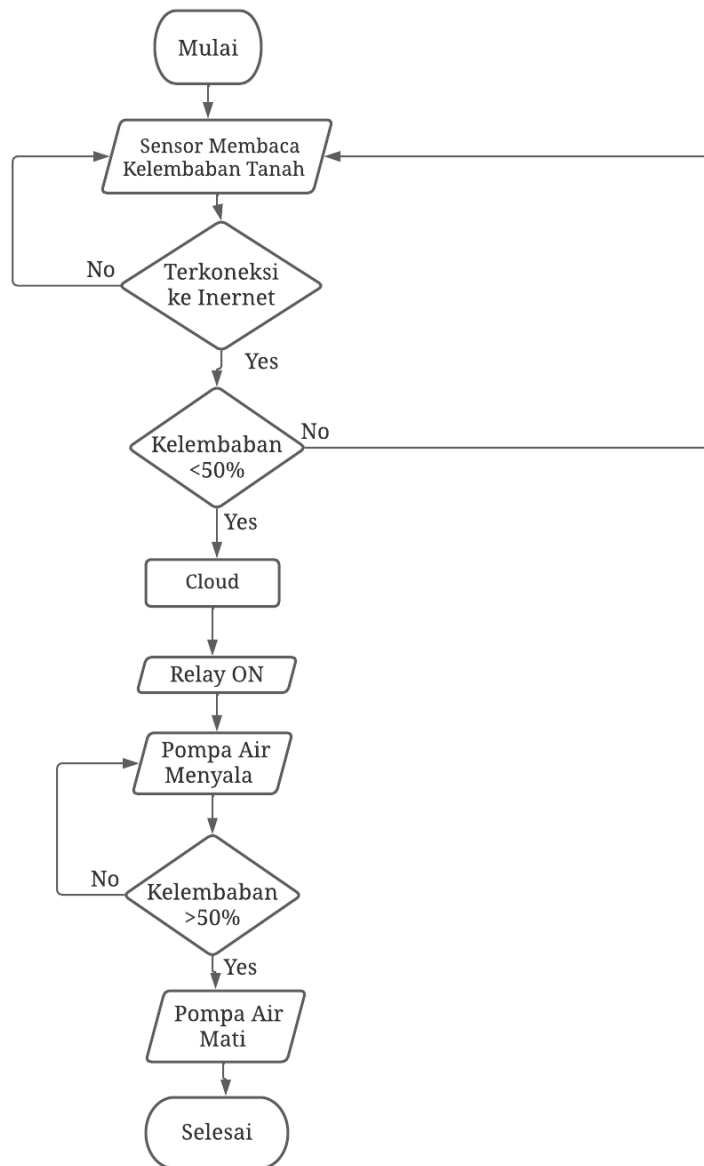 Mulai
Sensor Membaca
Kelembaban Tanah
No
Terkoneksi
ke Inernet
Yes
No
Kelembaban
<50%
Yes
Cloud
Relay ON
Pompa Air
Menyala
No
Kelembaban
>50%
Yes
Pompa Air
Mati
Selesai